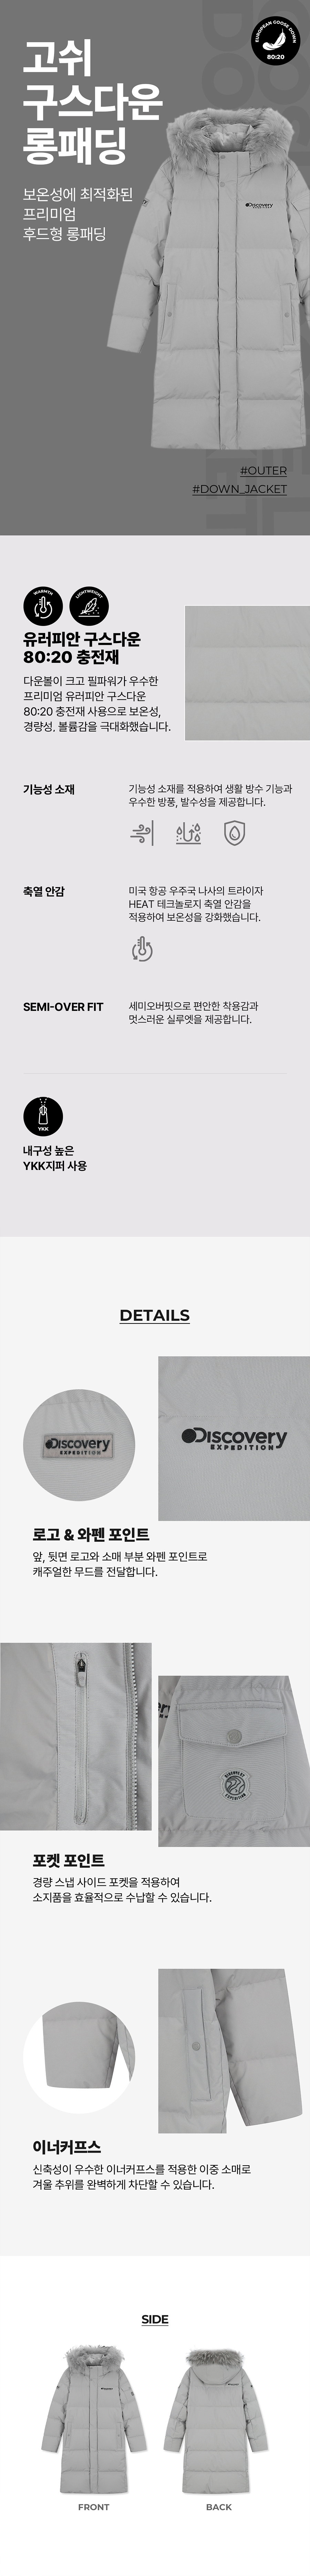 EUROPEAN GOOSE DOWN
80:20
고쉬
구스다운
롱패딩
보온성에 최적화된
프리미엄
후드형 롱패딩
Discovery
EXPEDITION
#OUTER
#DOWN_JACKET
WARMTH
LIGHTWEIGHT
유러피안 구스다운
80:20 충전재
다운볼이 크고 필파워가 우수한
프리미엄 유러피안 구스다운
80:20 충전재 사용으로 보온성,
경량성, 볼륨감을 극대화했습니다.
기능성 소재
기능성 소재를 적용하여 생활 방수 기능과
우수한 방풍, 발수성을 제공합니다.
축열 안감
미국 항공 우주국 나사의 트라이자
HEAT 테크놀로지 축열 안감을
적용하여 보온성을 강화했습니다.
SEMI-OVER FIT
세미오버핏으로 편안한 착용감과
멋스러운 실루엣을 제공합니다.
YKK
내구성 높은
YKK지퍼 사용
DETAILS
Discovery
EXPEDITION
Discovery
EXPEDITION
로고 & 와펜 포인트
앞, 뒷면 로고와 소매 부분 와펜 포인트로
캐주얼한 무드를 전달합니다.
DISCOVERY
EXPEDITION
포켓 포인트
경량 스냅 사이드 포켓을 적용하여
소지품을 효율적으로 수납할 수 있습니다.
이너커프스
신축성이 우수한 이너커프스를 적용한 이중 소매로
겨울 추위를 완벽하게 차단할 수 있습니다.
SIDE
Discovery
FRONT
BACK